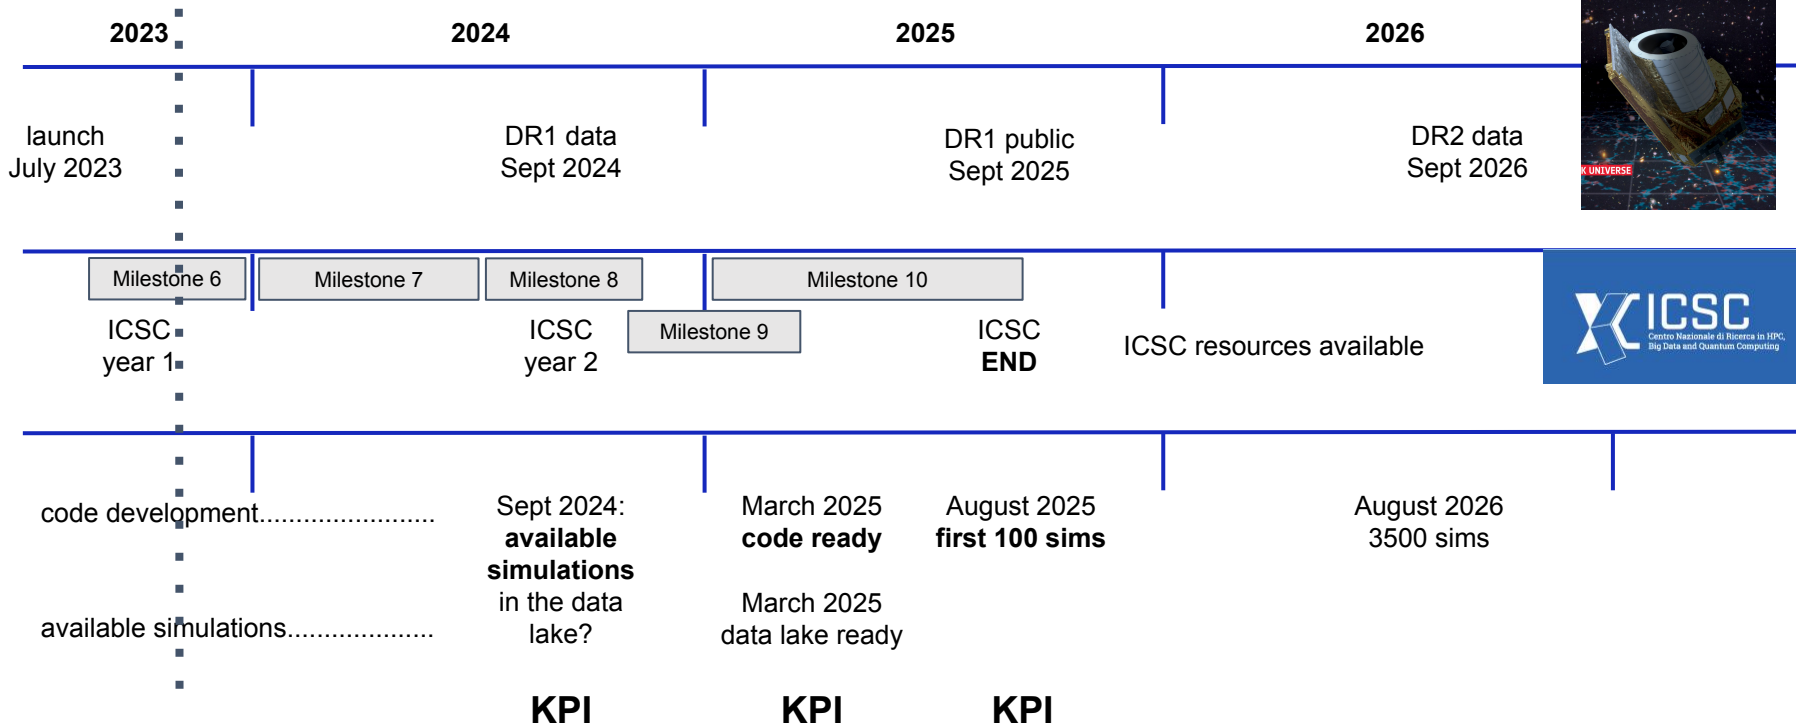 2023
2024
2025
2026
launch
July 2023
DR1 data
Sept 2024
DR1 public
Sept 2025
DR2 data
Sept 2026
K UNIVERSE
Milestone 6
Milestone 7
Milestone 8
Milestone 10
Milestone 9
ICSC
year 1
ICSC
year 2
ICSC
END
ICSC resources available
ICSC
Centro Nazionale di Ricerca in HPC,
Big Data and Quantum Computing
code development........................
available simulations....................
Sept 2024:
available
simulations
in the data
lake?
March 2025
code ready
March 2025
data lake ready
August 2025
first 100 sims
August 2026
3500 sims
KPI
KPI
KPI